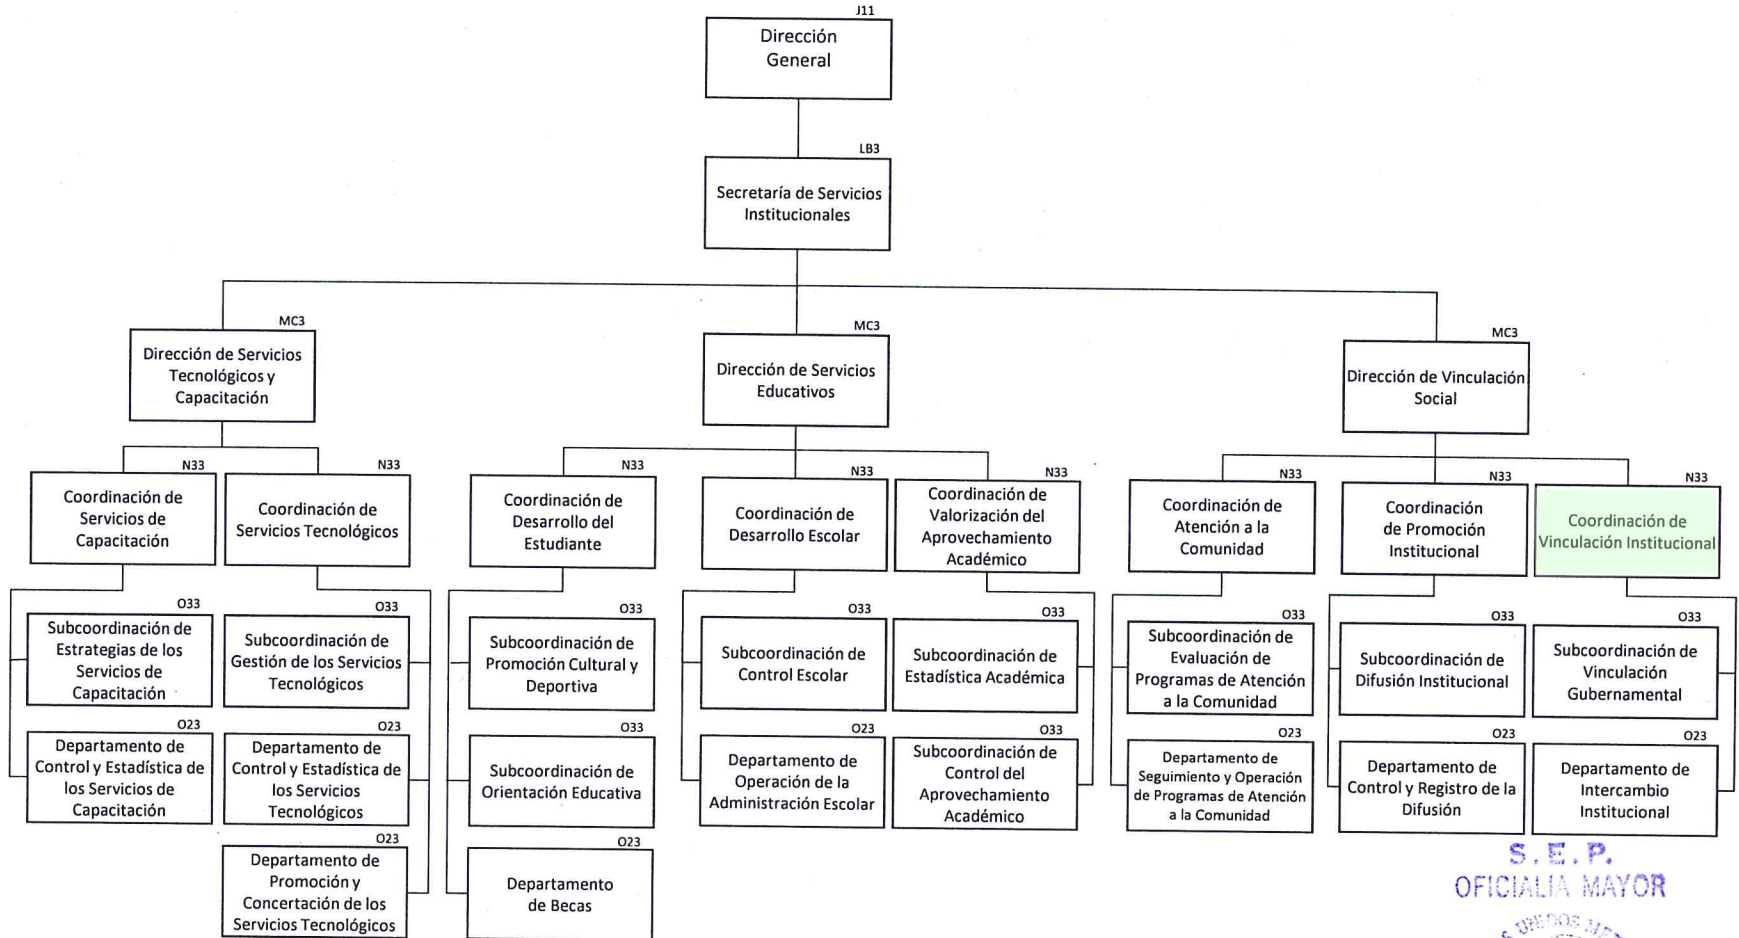 J11
Dirección
General
LB3
Secretaría de Servicios
Institucionales
MC3
Dirección de Servicios
Tecnológicos y
Capacitación
MC3
Dirección de Servicios
Educativos
MC3
Dirección de Vinculación
Social
N33
Coordinación de
Servicios de
Capacitación
N33
Coordinación de
Servicios Tecnológicos
N33
Coordinación de
Desarrollo del
Estudiante
N33
Coordinación de
Desarrollo Escolar
N33
Coordinación de
Valorización del
Aprovechamiento
Académico
N33
Coordinación de
Atención a la
Comunidad
N33
Coordinación
de Promoción
Institucional
N33
Coordinación de
Vinculación Institucional
O33
Subcoordinación de
Estrategias de los
Servicios de
Capacitación
O33
Subcoordinación de
Gestión de los Servicios
Tecnológicos
O33
Subcoordinación de
Promoción Cultural y
Deportiva
O33
Subcoordinación de
Control Escolar
O33
Subcoordinación de
Estadística Académica
O33
Subcoordinación de
Evaluación de
Programas de Atención
a la Comunidad
O33
Subcoordinación de
Difusión Institucional
O33
Subcoordinación de
Vinculación
Gubernamental
O23
Departamento de
Control y Estadística de
los Servicios de
Capacitación
O23
Departamento de
Control y Estadística de
los Servicios
Tecnológicos
O33
Subcoordinación de
Orientación Educativa
O23
Departamento de
Operación de la
Administración Escolar
O33
Subcoordinación de
Control del
Aprovechamiento
Académico
O23
Departamento de
Seguimiento y Operación
de Programas de Atención
a la Comunidad
O23
Departamento de
Control y Registro de la
Difusión
O23
Departamento de
Intercambio
Institucional
O23
Departamento de
Promoción y
Concertación de los
Servicios Tecnológicos
O23
Departamento
de Becas
S.E.P.
OFICIALIA MAYOR